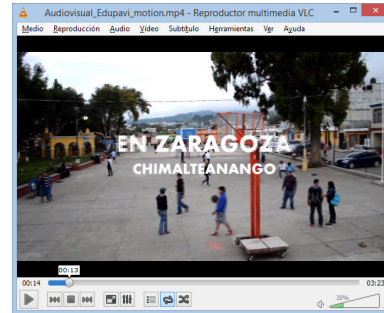 Audiovisual_Edupavi_motion.mp4 - Reproductor multimedia VLC
Medio Reproducción Audio Vídeo Subtítulo Herramientas Ver Ayuda
EN ZARAGOZA
CHIMALTEANANGO
00:13
00:14 03:23
38%